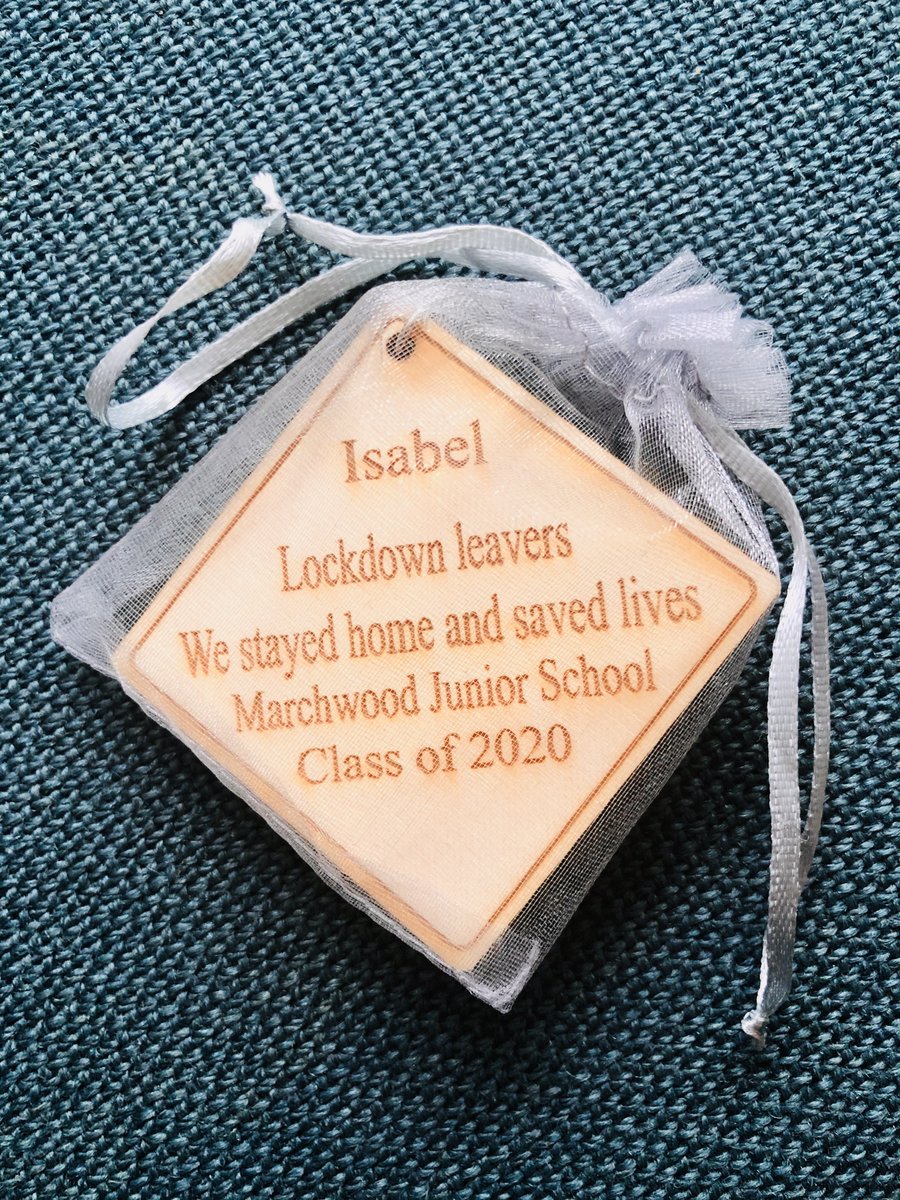 Isabel
Lockdown leavers
We stayed home and saved lives
Marchwood Junior School
Class of 2020